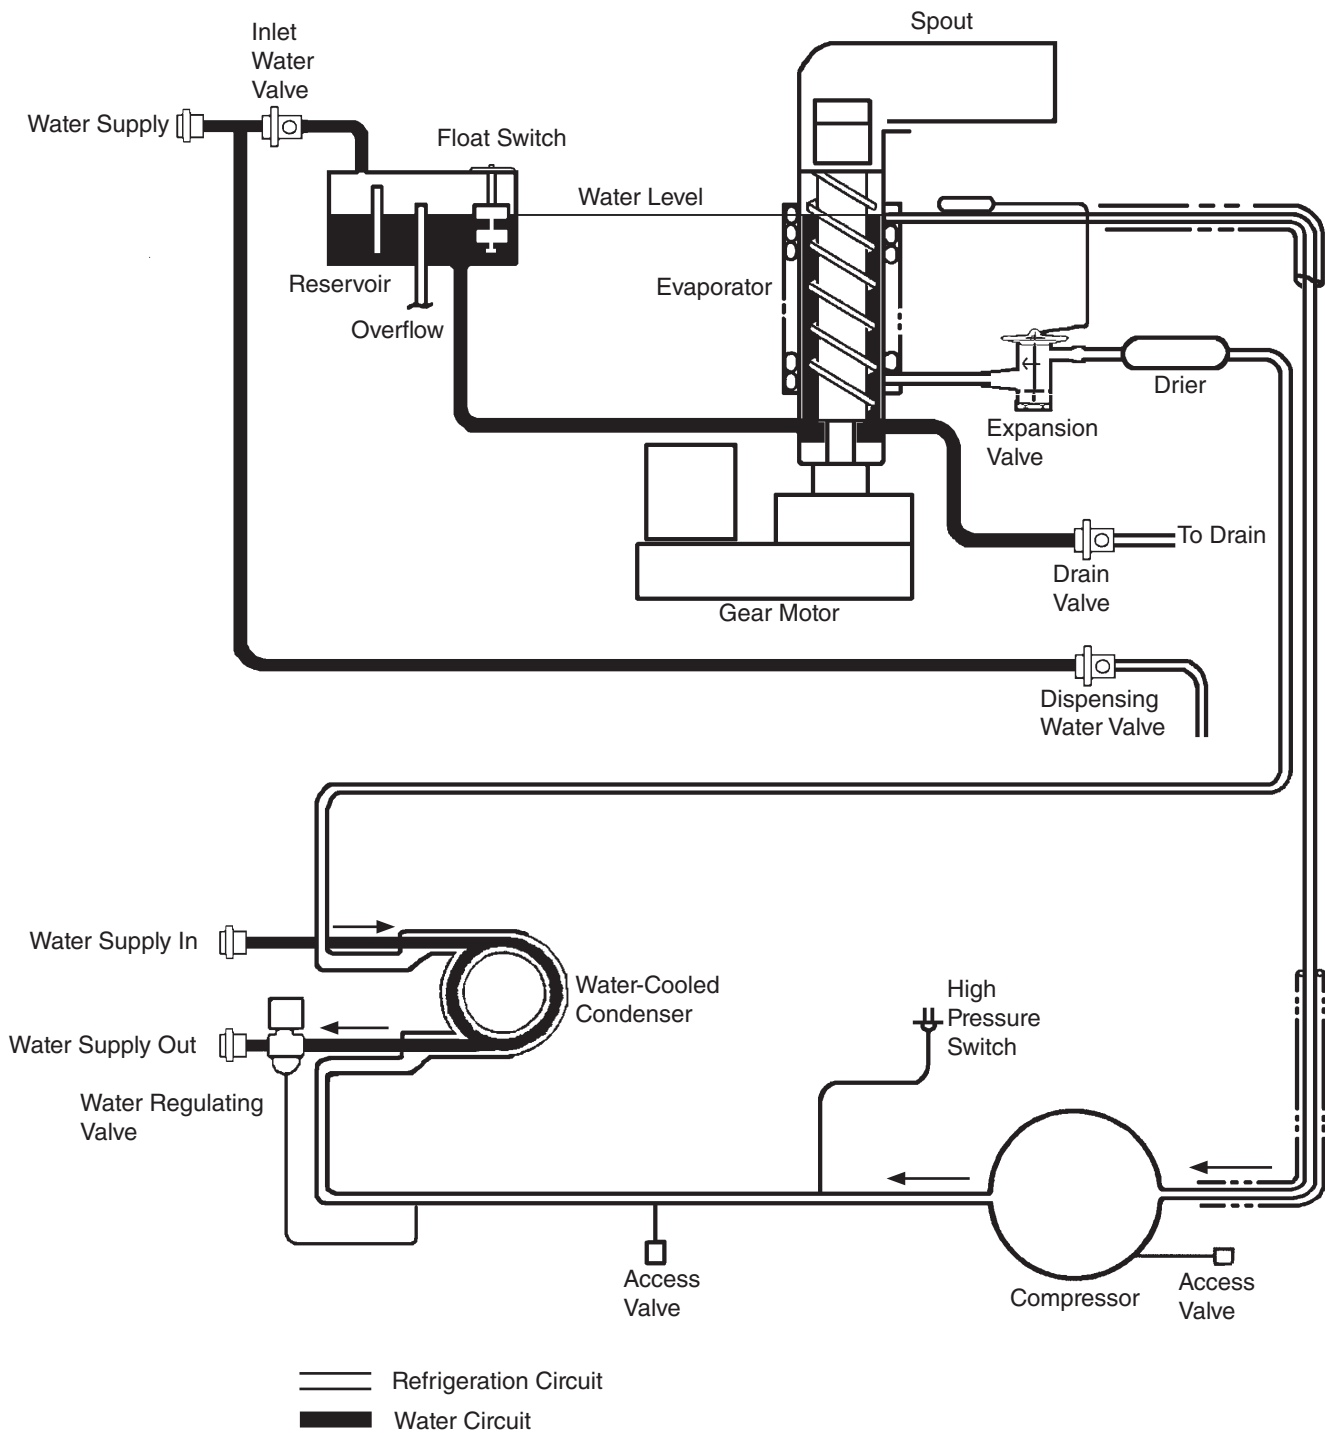 Spout
Inlet
Water
Valve
Water Supply
Float Switch
Water Level
Reservoir
Evaporator
Overflow
Drier
Expansion
Valve
To Drain
Drain
Valve
Gear Motor
Dispensing
Water Valve
Water Supply In
Water-Cooled
Condenser
High
Pressure
Switch
Water Supply Out
Water Regulating
Valve
Access
Valve
Compressor
Access
Valve
Refrigeration Circuit
Water Circuit